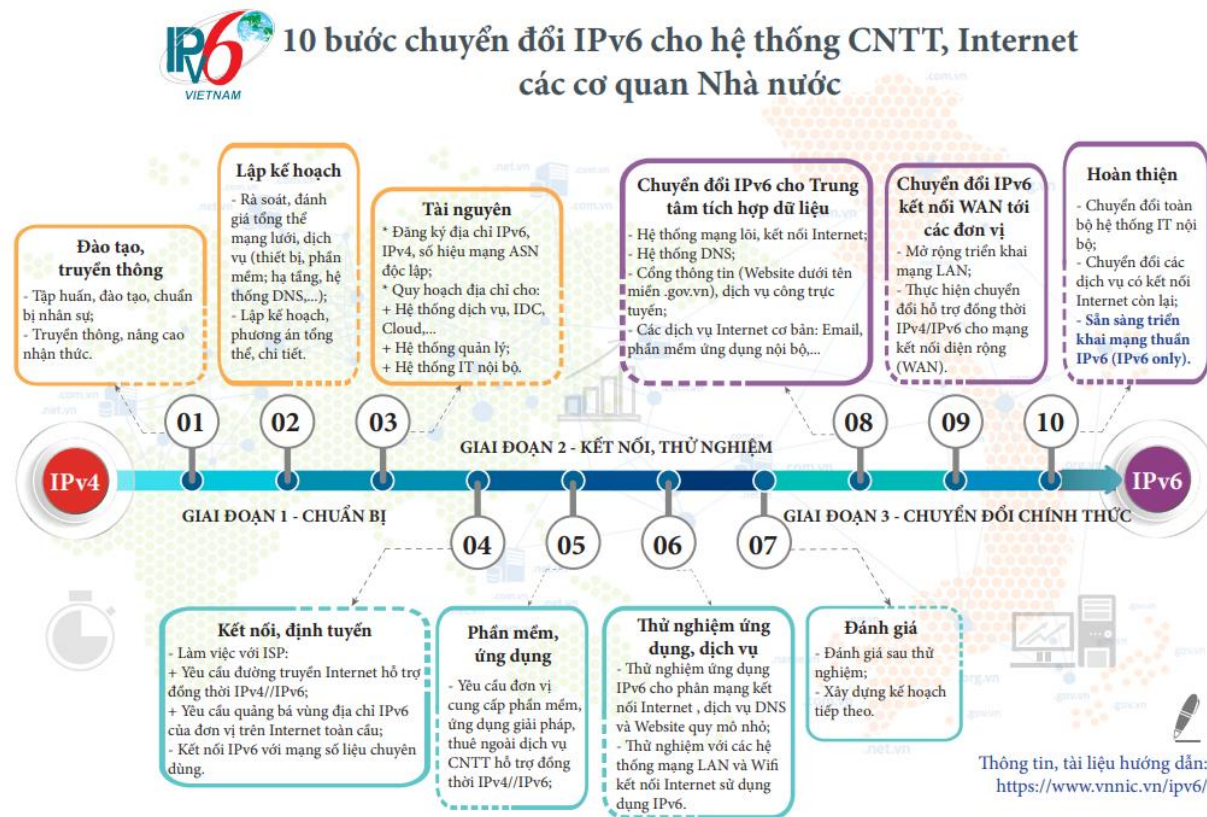 IPv6
VIETNAM
10 bước chuyển đổi IPv6 cho hệ thống CNTT, Internet
các cơ quan Nhà nước
Đào tạo,
truyền thông
- Tập huấn, đào tạo, chuẩn
bị nhân sự;
- Truyền thông, nâng cao
nhận thức.
Lập kế hoạch
- Rà soát, đánh
giá tổng thể
mạng lưới, dịch
vụ (thiết bị, phần
mềm; hạ tầng, hệ
thống DNS,...);
- Lập kế hoạch,
phương án tổng
thể, chi tiết.
Tài nguyên
* Đăng ký địa chỉ IPv6,
IPv4, số hiệu mạng ASN
độc lập;
* Quy hoạch địa chỉ cho:
+ Hệ thống dịch vụ, IDC,
Cloud,...
+ Hệ thống quản lý;
+ Hệ thống IT nội bộ.
Chuyển đổi IPv6 cho Trung
tâm tích hợp dữ liệu
- Hệ thống mạng lõi, kết nối Internet;
- Hệ thống DNS;
- Cổng thông tin (Website dưới tên
miền .gov.vn), dịch vụ công trực
tuyến;
- Các dịch vụ Internet cơ bản: Email,
phần mềm ứng dụng nội bộ,...
Chuyển đổi IPv6
kết nối WAN tới
các đơn vị
- Mở rộng triển khai
mạng LAN;
- Thực hiện chuyển
đổi hỗ trợ đồng thời
IPv4/IPv6 cho mạng
kết nối diện rộng
(WAN).
Hoàn thiện
- Chuyển đổi toàn
bộ hệ thống IT nội
bộ;
- Chuyển đổi các
dịch vụ có kết nối
Internet còn lại;
- Sẵn sàng triển
khai mạng thuần
IPv6 (IPv6 only).
01
02
03
08
09
10
GIAI ĐOẠN 2 - KẾT NỐI, THỬ NGHIỆM
IPv4
IPv6
GIAI ĐOẠN 1 - CHUẨN BỊ
GIAI ĐOẠN 3 - CHUYỂN ĐỔI CHÍNH THỨC
04
05
06
07
Kết nối, định tuyến
- Làm việc với ISP:
+ Yêu cầu đường truyền Internet hỗ trợ
đồng thời IPv4//IPv6;
+ Yêu cầu quảng bá vùng địa chỉ IPv6
của đơn vị trên Internet toàn cầu;
- Kết nối IPv6 với mạng số liệu chuyên
dùng.
Phần mềm,
ứng dụng
- Yêu cầu đơn vị
cung cấp phần mềm,
ứng dụng giải pháp,
thuê ngoài dịch vụ
CNTT hỗ trợ đồng
thời IPv4//IPv6;
Thử nghiệm ứng
dụng, dịch vụ
- Thử nghiệm ứng dụng
IPv6 cho phân mạng kết
nối Internet , dịch vụ DNS
và Website quy mô nhỏ;
- Thử nghiệm với các hệ
thống mạng LAN và Wifi
kết nối Internet sử dụng
dụng IPv6.
Đánh giá
- Đánh giá sau thử
nghiệm;
- Xây dựng kế hoạch
tiếp theo.
Thông tin, tài liệu hướng dẫn:
https://www.vnnic.vn/ipv6/